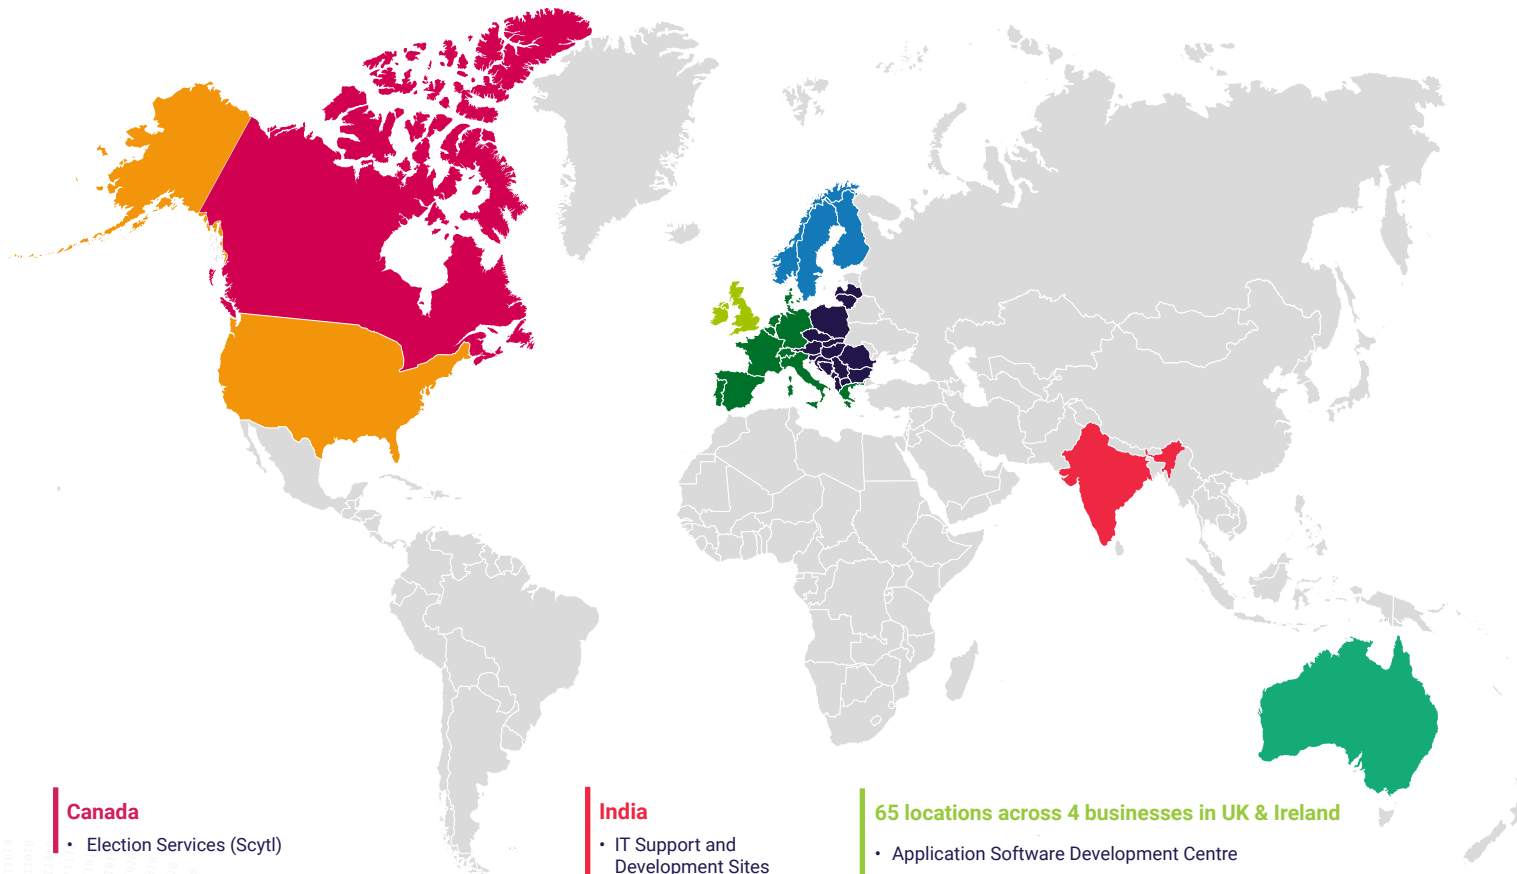 Canada
• Election Services (Scytl)
India
• IT Support and
Development Sites
65 locations across 4 businesses in UK & Ireland
• Application Software Development Centre